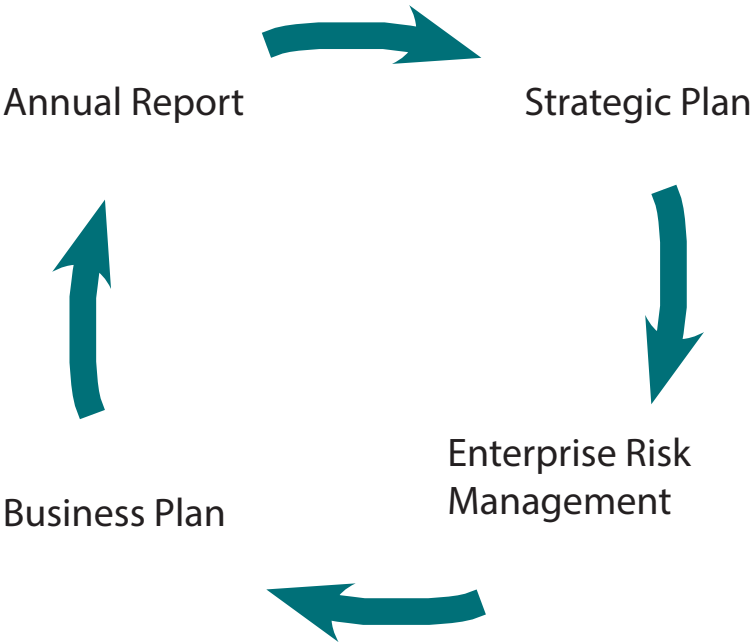 Annual Report
Strategic Plan
Enterprise Risk
Management
Business Plan